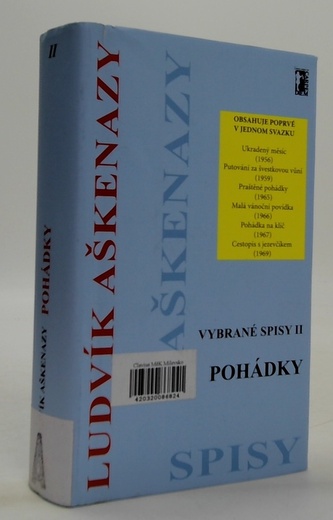 II
LUDVÍK AŠKENAZY
POHÁDKY
AŠKENAZY
SPISY
OBSAHUJE POPRVÉ
V JEDNOM SVAZKU
Ukradený měsíc
(1956)
Putování za švestkovou vůní
(1959)
Praštěné pohádky
(1965)
Malá vánoční povídka
(1966)
Pohádka na klíč
(1967)
Cestopis s jezevčíkem
(1969)
VYBRANÉ SPISY II
POHÁDKY